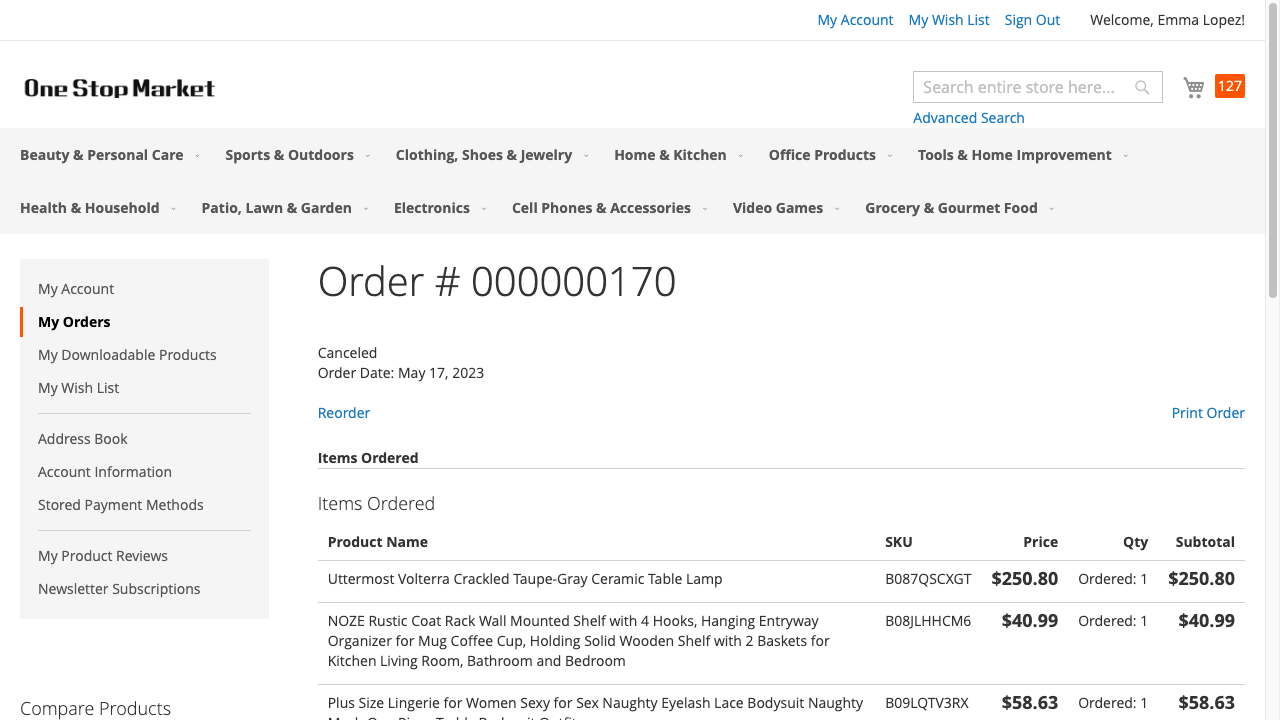 My Account My Wish List Sign Out Welcome, Emma Lopez!
One Stop Market
Search entire store here... 127
Advanced Search
Beauty & Personal Care Sports & Outdoors Clothing, Shoes & Jewelry Home & Kitchen Office Products Tools & Home Improvement
Health & Household Patio, Lawn & Garden Electronics Cell Phones & Accessories Video Games Grocery & Gourmet Food
My Account
My Orders
My Downloadable Products
My Wish List
Address Book
Account Information
Stored Payment Methods
My Product Reviews
Newsletter Subscriptions
Compare Products
Order # 000000170
Canceled
Order Date: May 17, 2023
Reorder Print Order
Items Ordered
Items Ordered
Product Name SKU Price Qty Subtotal
Uttermost Volterra Crackled Taupe-Gray Ceramic Table Lamp B087QSCXGT $250.80 Ordered: 1 $250.80
NOZE Rustic Coat Rack Wall Mounted Shelf with 4 Hooks, Hanging Entryway B08JLHHCM6 $40.99 Ordered: 1 $40.99
Organizer for Mug Coffee Cup, Holding Solid Wooden Shelf with 2 Baskets for
Kitchen Living Room, Bathroom and Bedroom
Plus Size Lingerie for Women Sexy for Sex Naughty Eyelash Lace Bodysuit Naughty B09LQTV3RX $58.63 Ordered: 1 $58.63